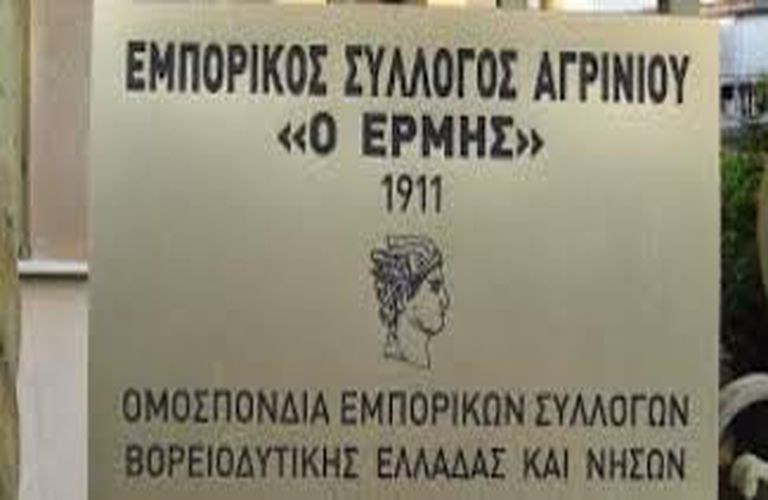 ΕΜΠΟΡΙΚΟΣ ΣΥΛΛΟΓΟΣ ΑΓΡΙΝΙΟΥ
«Ο ΕΡΜΗΣ»
1911
ΟΜΟΣΠΟΝΔΙΑ ΕΜΠΟΡΙΚΩΝ ΣΥΛΛΟΓΩΝ
ΒΟΡΕΙΟΔΥΤΙΚΗΣ ΕΛΛΑΔΑΣ ΚΑΙ ΝΗΣΩΝ